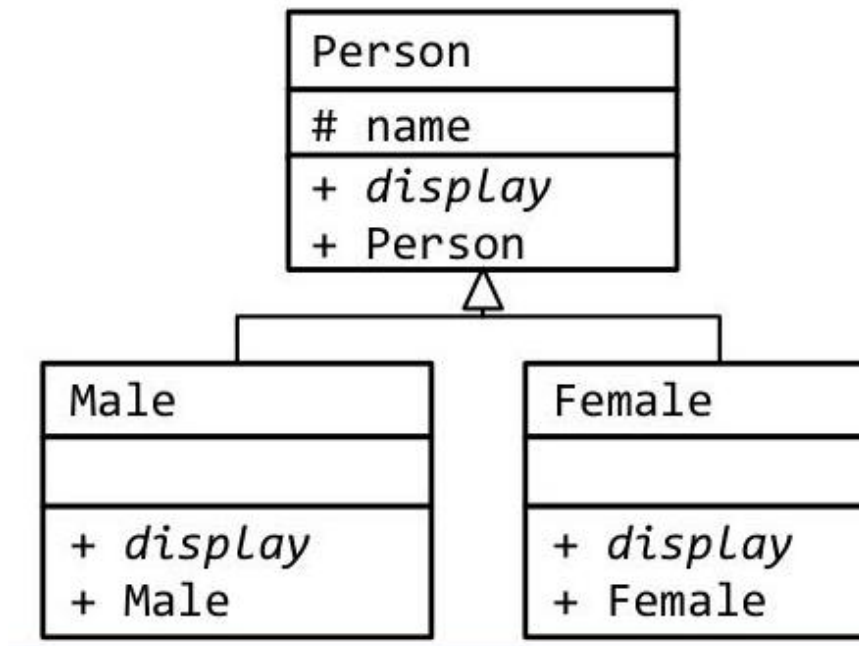 Person
# name
+ display
+ Person
Male
+ display
+ Male
Female
+ display
+ Female